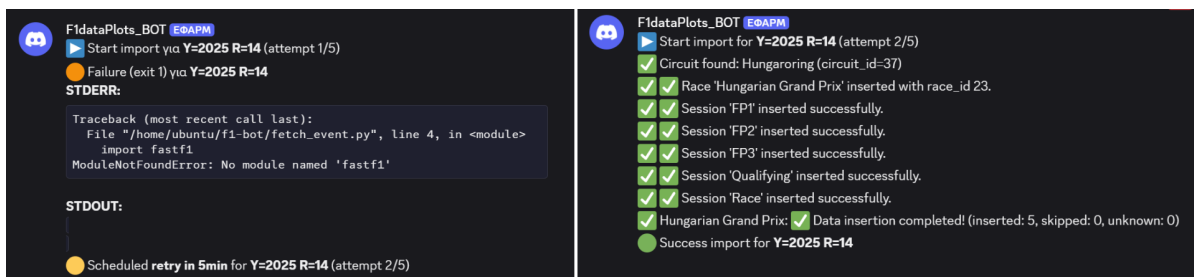 F1dataPlots_BOT ΕΦΑΡΜ
Start import για Y=2025 R=14 (attempt 1/5)
Failure (exit 1) για Y=2025 R=14
STDERR:
Traceback (most recent call last):
File "/home/ubuntu/f1-bot/fetch_event.py", line 4, in <module>
import fastf1
ModuleNotFoundError: No module named 'fastf1'
STDOUT:
Scheduled retry in 5min for Y=2025 R=14 (attempt 2/5)
F1dataPlots_BOT ΕΦΑΡΜ
Start import for Y=2025 R=14 (attempt 2/5)
Circuit found: Hungaroring (circuit_id=37)
Race 'Hungarian Grand Prix' inserted with race_id 23.
Session 'FP1' inserted successfully.
Session 'FP2' inserted successfully.
Session 'FP3' inserted successfully.
Session 'Qualifying' inserted successfully.
Session 'Race' inserted successfully.
Hungarian Grand Prix: Data insertion completed! (inserted: 5, skipped: 0, unknown: 0)
Success import for Y=2025 R=14